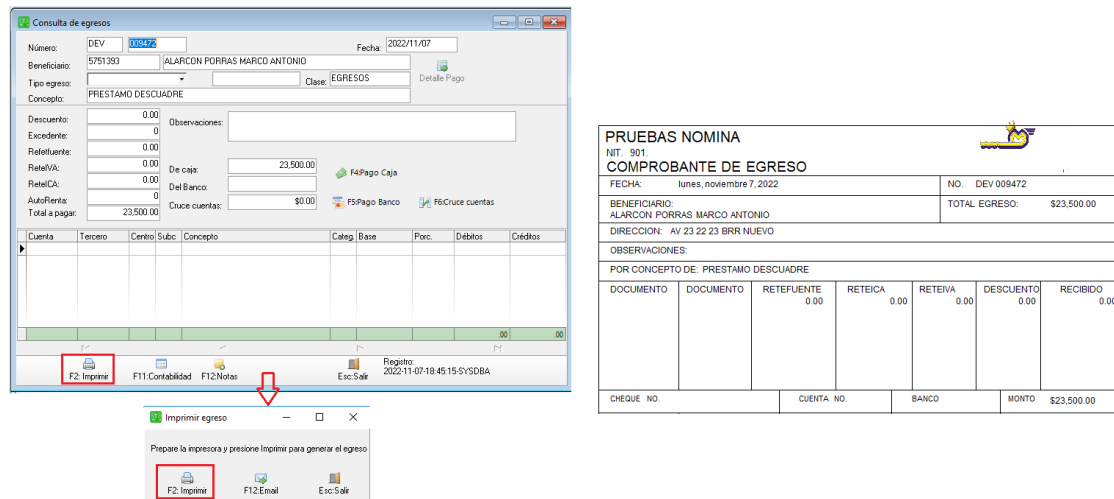 Consulta de egresos
Número: DEV 009472 Fecha: 2022/11/07
Beneficiario: 5751393 ALARCON PORRAS MARCO ANTONIO
Tipo egreso: Clase: EGRESOS Detalle Pago
Concepto: PRESTAMO DESCUADRE
Descuento: 0.00 Observaciones:
Excedente: 0
Retefuente: 0.00
ReteIVA: 0.00 De caja: 23,500.00 F4:Pago Caja
ReteICA: 0.00 Del Banco:
AutoRenta: 0 Cruce cuentas: $0.00 F5:Pago Banco F6:Cruce cuentas
Total a pagar: 23,500.00
Cuenta Tercero Centro Subc Concepto Categ. Base Porc. Débitos Créditos
.00 .00
F2: Imprimir F11:Contabilidad F12:Notas Esc:Salir Registro:
2022-11-07-18:45:15-SYSDBA
Imprimir egreso
Prepare la impresora y presione Imprimir para generar el egreso
F2: Imprimir F12:Email Esc:Salir
PRUEBAS NOMINA
NIT. 901.
COMPROBANTE DE EGRESO
FECHA: lunes, noviembre 7, 2022 NO. DEV 009472
BENEFICIARIO: TOTAL EGRESO: $23,500.00
ALARCON PORRAS MARCO ANTONIO
DIRECCION: AV 23 22 23 BRR NUEVO
OBSERVACIONES:
POR CONCEPTO DE: PRESTAMO DESCUADRE
DOCUMENTO DOCUMENTO RETEFUENTE RETEICA RETEIVA DESCUENTO RECIBIDO
0.00 0.00 0.00 0.00 0.00
CHEQUE NO. CUENTA NO. BANCO MONTO $23,500.00